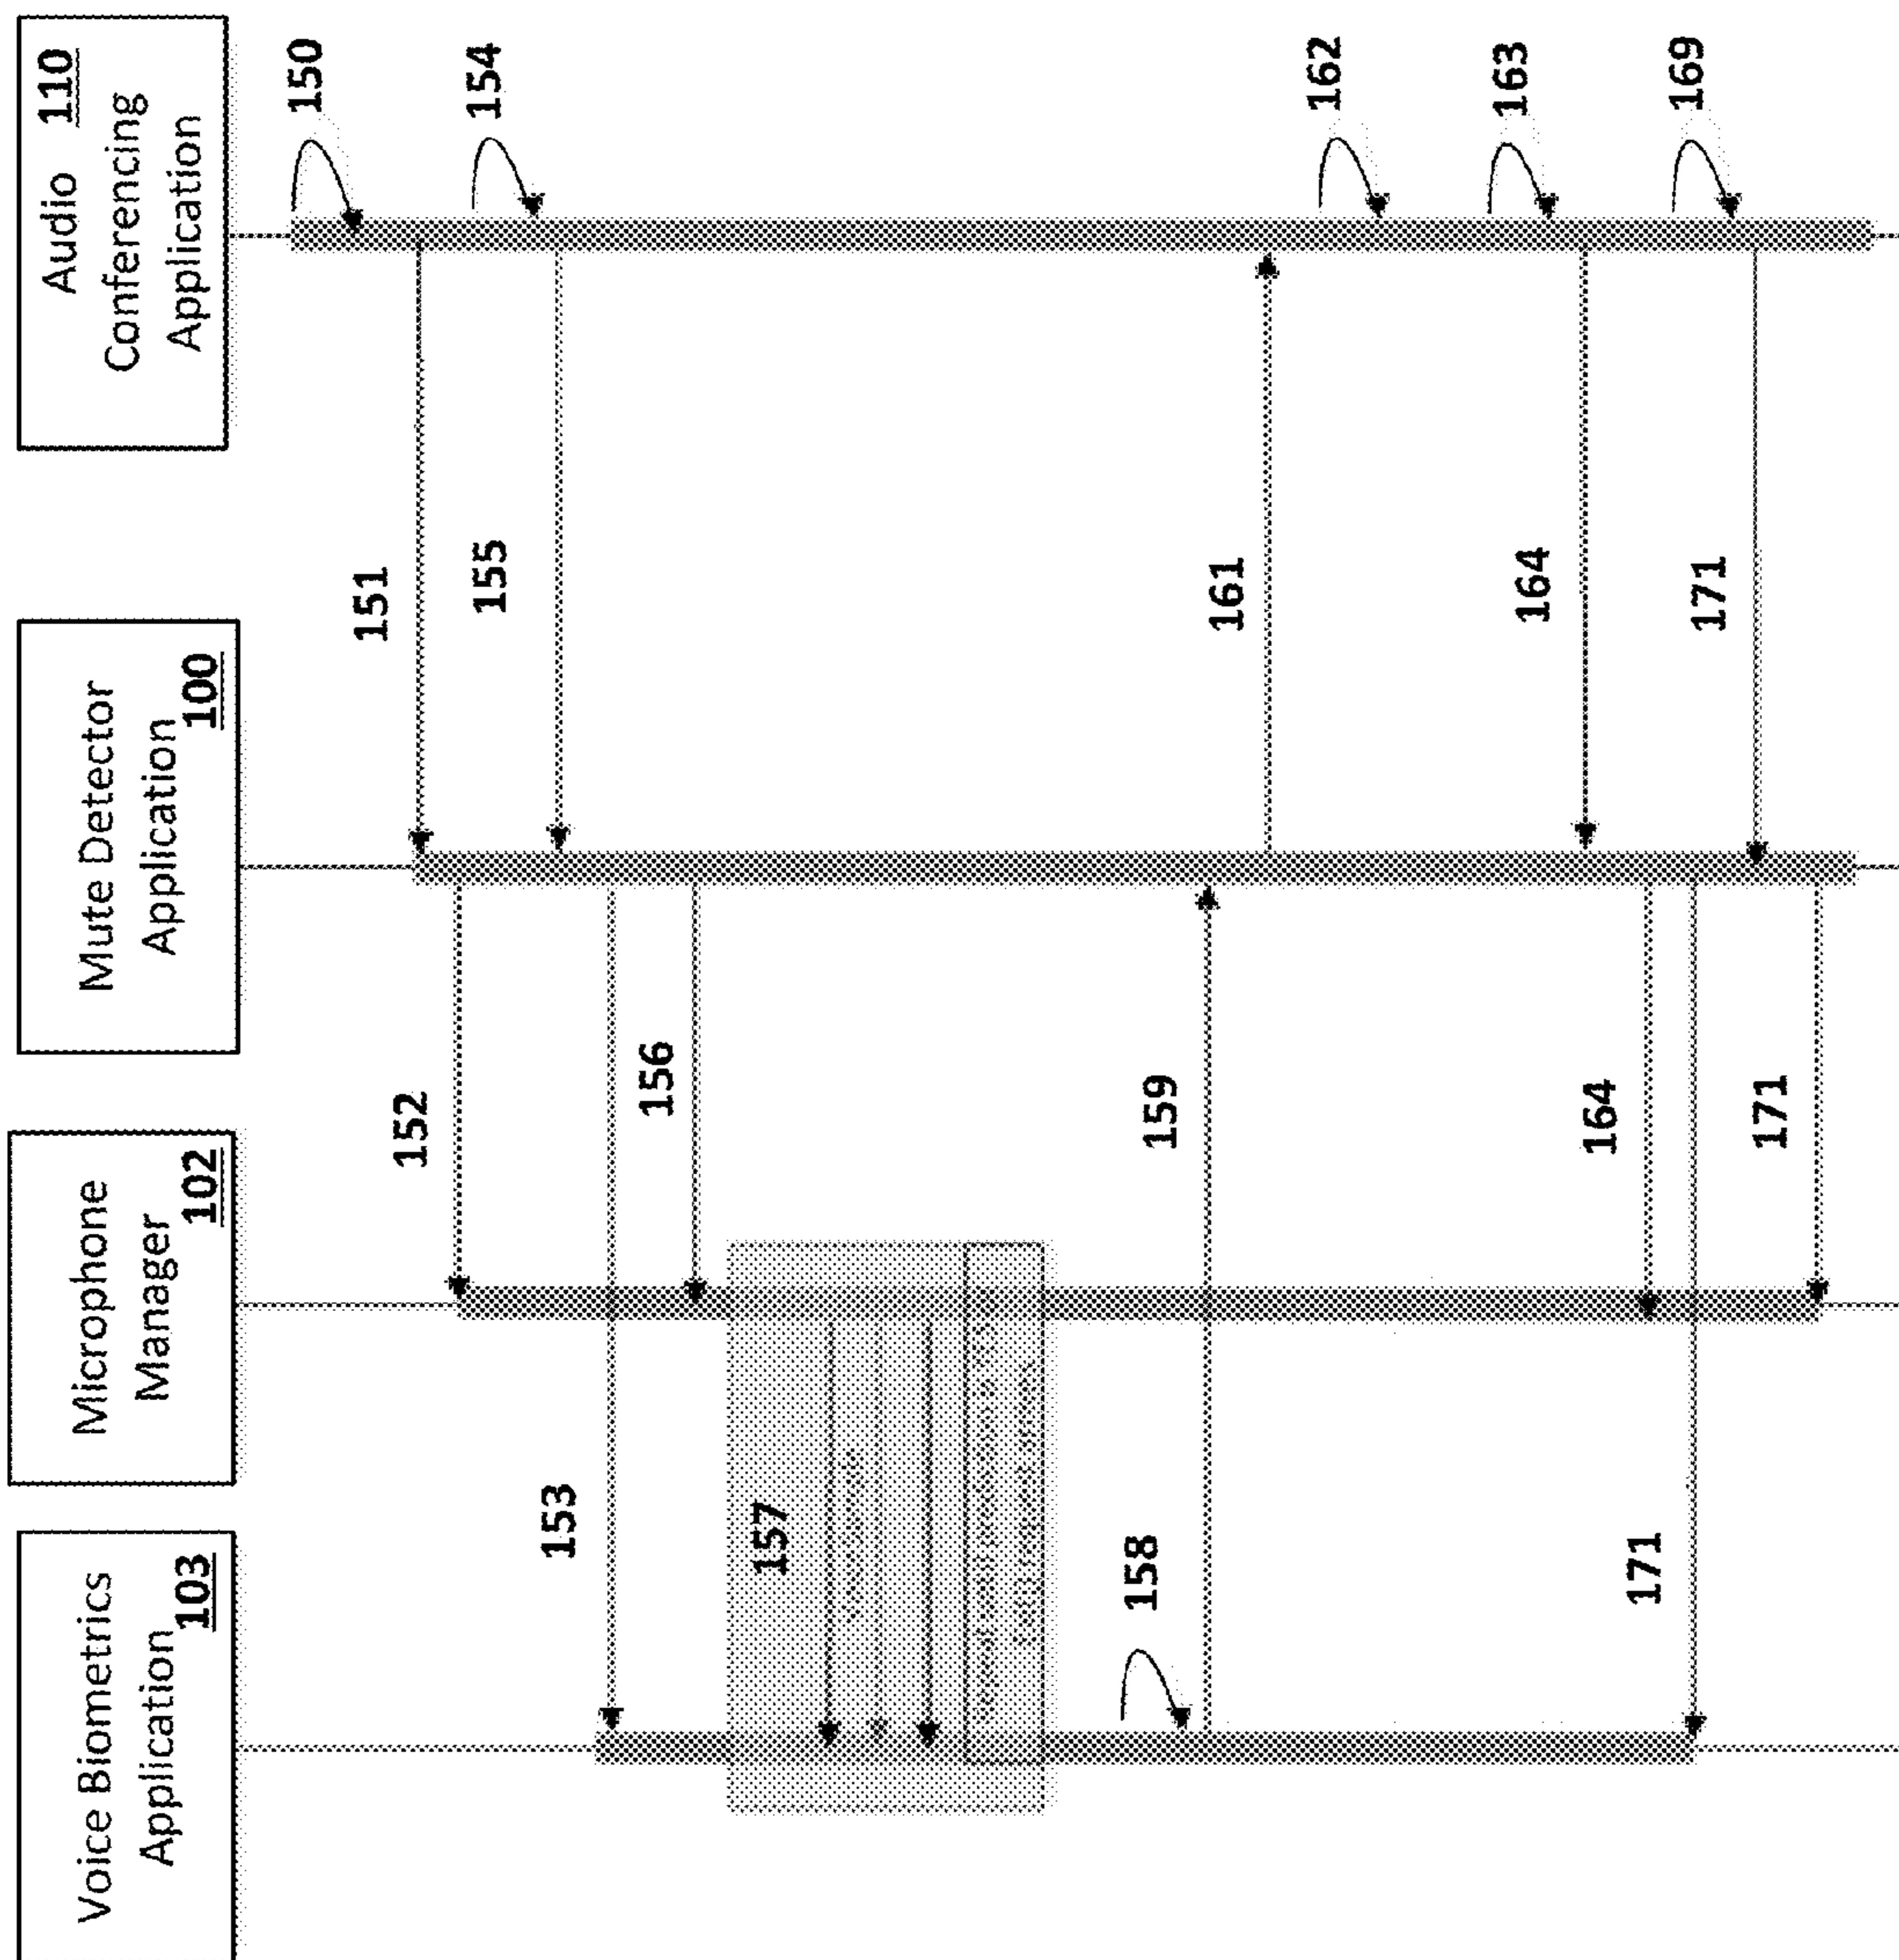 Voice Biometrics
Application
103
Microphone
Manager
102
Mute Detector
Application
100
Audio 110
Conferencing
Application
150
151
152
154
155
153
156
157
158
159
161
162
163
164
164
169
171
171
171